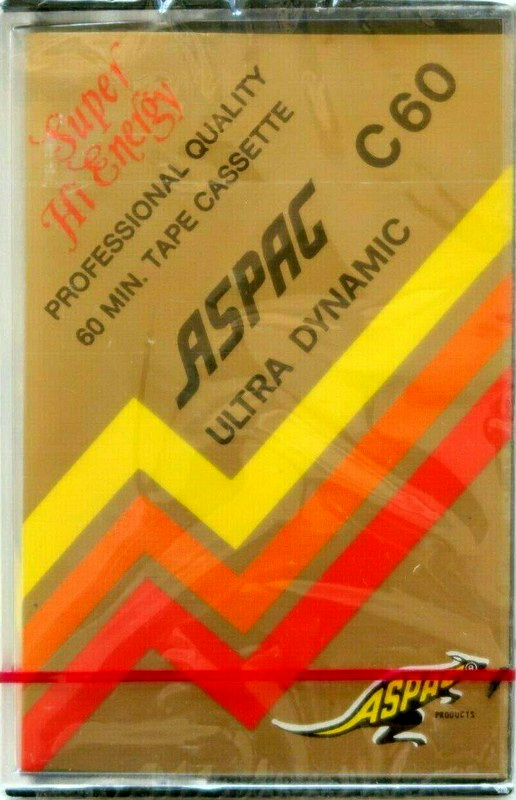 Super
Hi Energy
PROFESSIONAL QUALITY
60 MIN. TAPE CASSETTE
C60
ASPAC
ULTRA DYNAMIC
ASPAC
PRODUCTS